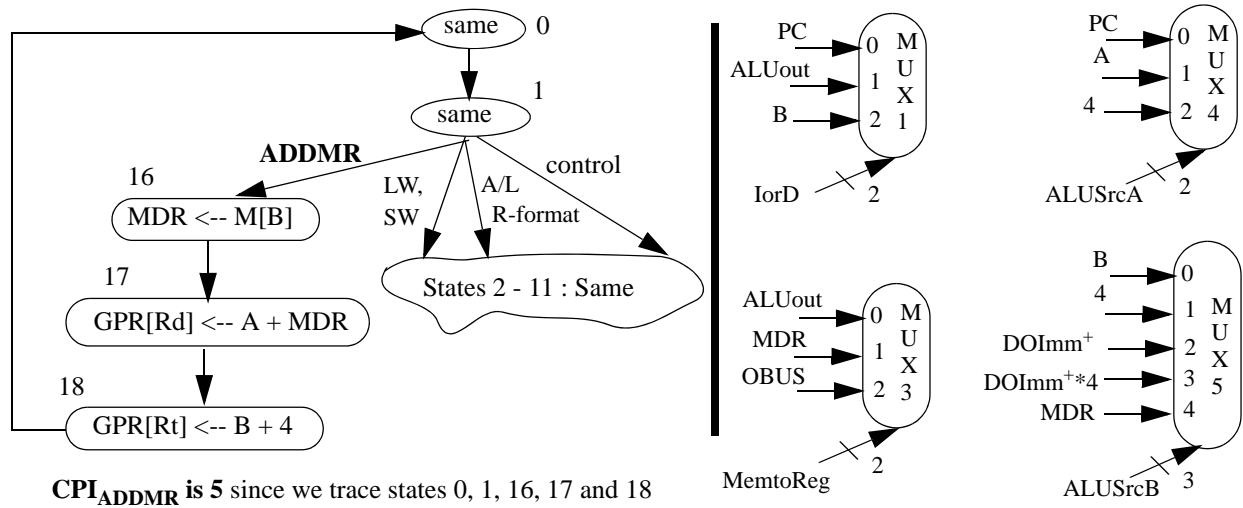 same 0
1
same
ADDMR
LW,
SW
A/L
R-format
control
16
MDR <-- M[B]
17
GPR[Rd] <-- A + MDR
18
GPR[Rt] <-- B + 4
States 2 - 11 : Same
CPI_ADDMR is 5 since we trace states 0, 1, 16, 17 and 18
PC 0
ALUout 1
B 2
M
U
X
1
IorD 2
PC 0
A 1
4 2
M
U
X
4
ALUSrcA 2
ALUout 0
MDR 1
OBUS 2
M
U
X
3
MemtoReg 2
B 0
4 1
DOImm⁺ 2
DOImm⁺*4 3
MDR 4
M
U
X
5
ALUSrcB 3